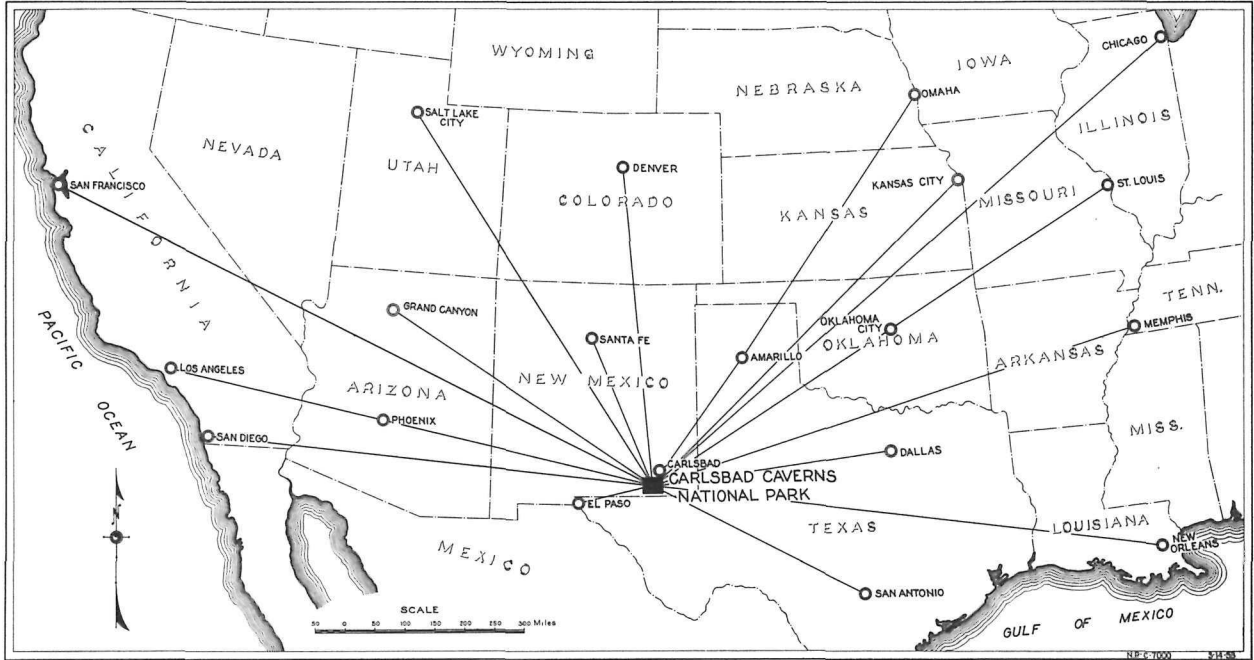 CHICAGO
WYOMING
IOWA
NEBRASKA
OMAHA
SALT LAKE
CITY
ILLINOIS
CALIFORNIA
NEVADA
UTAH
DENVER
COLORADO
KANSAS CITY
MISSOURI
ST. LOUIS
SAN FRANCISCO
KANSAS
TENN.
GRAND CANYON
OKLAHOMA
CITY
MEMPHIS
PACIFIC
OCEAN
SANTA FE
OKLAHOMA
AMARILLO
ARKANSAS
LOS ANGELES
ARIZONA
NEW MEXICO
PHOENIX
MISS.
SAN DIEGO
DALLAS
CARLSBAD
CARLSBAD CAVERNS
NATIONAL PARK
EL PASO
N
TEXAS
LOUISIANA
NEW
ORLEANS
MEXICO
SAN ANTONIO
SCALE
50 0 50 100 150 200 250 300 Miles
GULF OF MEXICO
N.P-C-7000 3-14-53